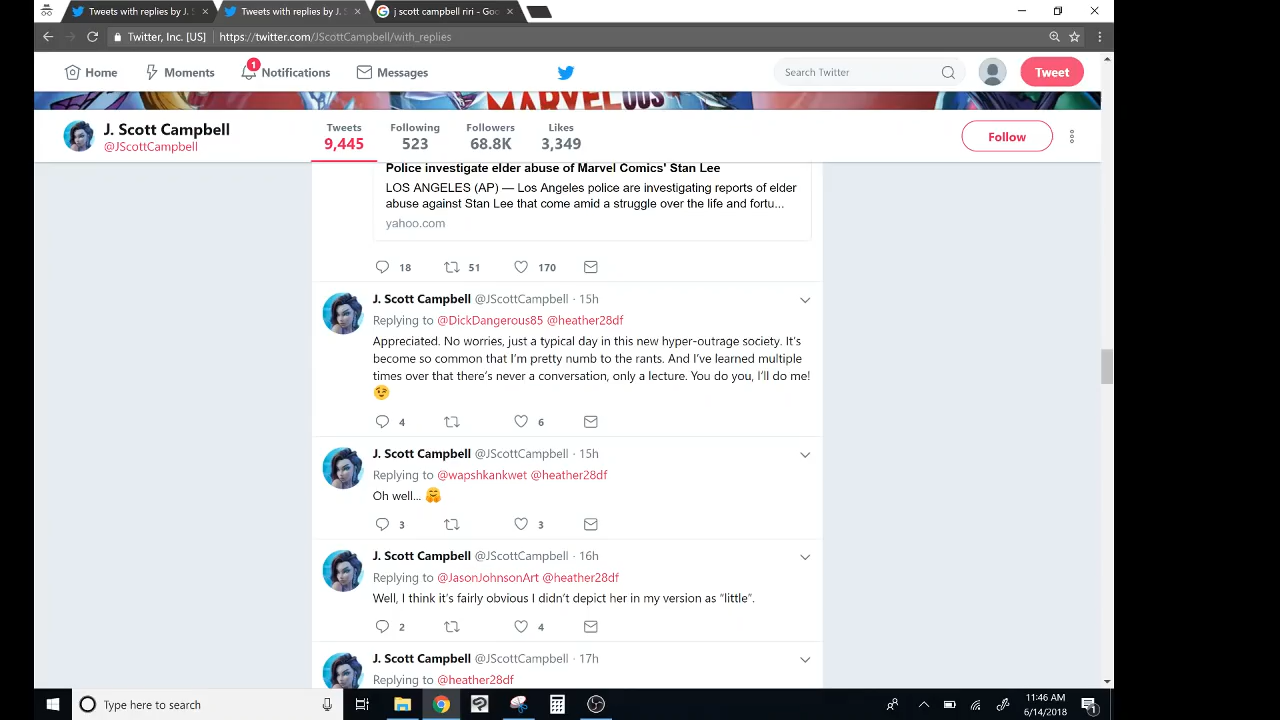 Tweets with replies by J. S
Tweets with replies by J. S
j scott campbell riri - Goo
Twitter, Inc. [US]
https://twitter.com/JScottCampbell/with_replies
Home
Moments
1
Notifications
Messages
Search Twitter
Tweet
MARVELOUS
J. Scott Campbell
@JScottCampbell
Tweets
9,445
Following
523
Followers
68.8K
Likes
3,349
Follow
Police investigate elder abuse of Marvel Comics' Stan Lee
LOS ANGELES (AP) — Los Angeles police are investigating reports of elder
abuse against Stan Lee that come amid a struggle over the life and fortu...
yahoo.com
18 51 170
J. Scott Campbell @JScottCampbell · 15h
Replying to @DickDangerous85 @heather28df
Appreciated. No worries, just a typical day in this new hyper-outrage society. It's
become so common that I'm pretty numb to the rants. And I've learned multiple
times over that there's never a conversation, only a lecture. You do you, I'll do me!
😉
4 6
J. Scott Campbell @JScottCampbell · 15h
Replying to @wapshkankwet @heather28df
Oh well... 🤗
3 3
J. Scott Campbell @JScottCampbell · 16h
Replying to @JasonJohnsonArt @heather28df
Well, I think it's fairly obvious I didn't depict her in my version as “little”.
2 4
J. Scott Campbell @JScottCampbell · 17h
Replying to @heather28df
Type here to search
11:46 AM
6/14/2018
1